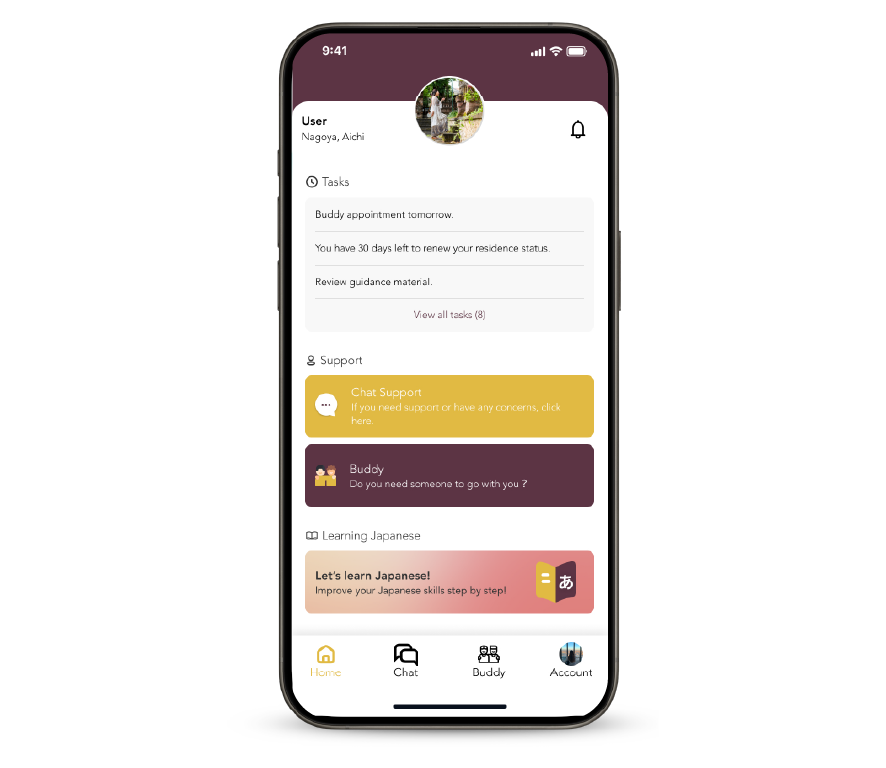 9:41
User
Nagoya, Aichi
Tasks
Buddy appointment tomorrow.
You have 30 days left to renew your residence status.
Review guidance material.
View all tasks (8)
Support
Chat Support
If you need support or have any concerns, click
here.
Buddy
Do you need someone to go with you ?
Learning Japanese
Let's learn Japanese!
Improve your Japanese skills step by step!
あ
Home
Chat
Buddy
Account